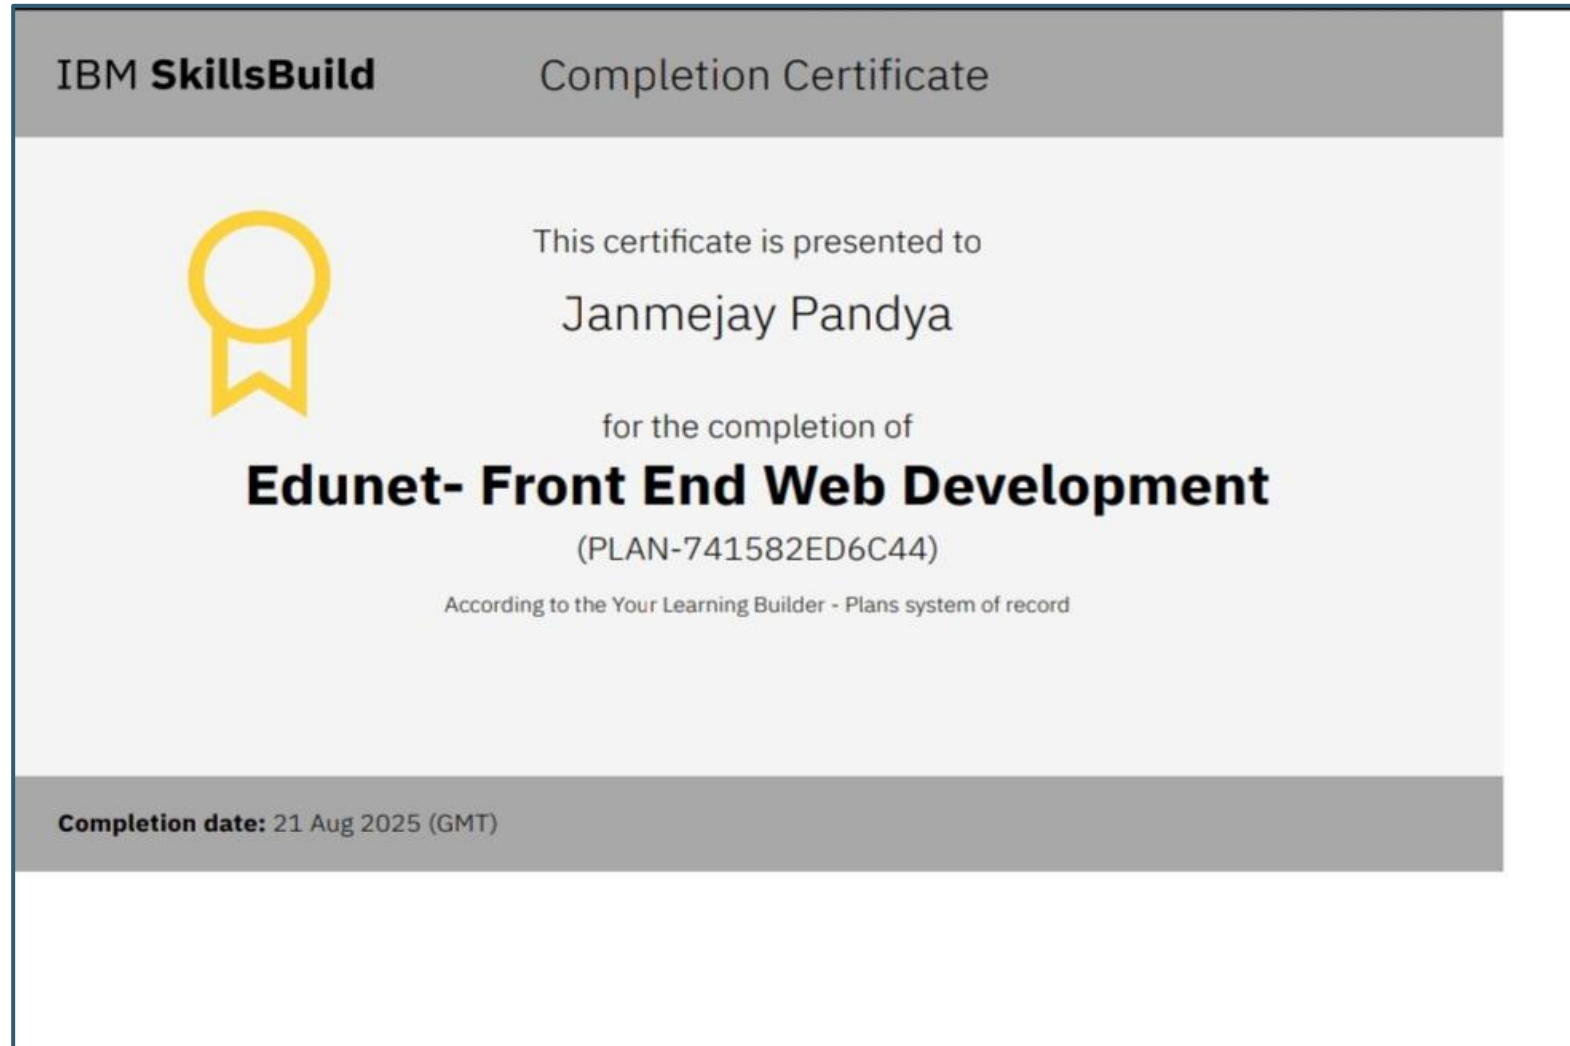 IBM SkillsBuild
Completion Certificate
This certificate is presented to
Janmejay Pandya
for the completion of
Edunet- Front End Web Development
(PLAN-741582ED6C44)
According to the Your Learning Builder - Plans system of record
Completion date: 21 Aug 2025 (GMT)